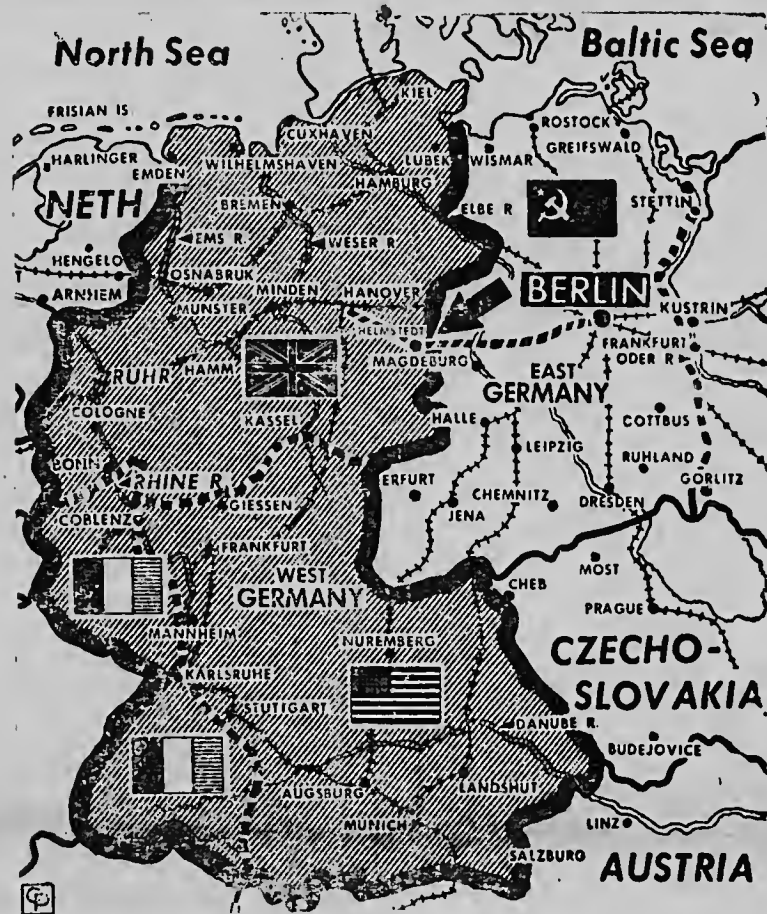 North Sea
Baltic Sea
FRISIAN IS.
KIEL
CUXHAVEN
ROSTOCK
GREIFSWALD
HARLINGER
EMDEN
WILHELMSHAVEN
LUBEK
WISMAR
HAMBURG
NETH
BREMEN
ELBE R
STETTIN
EMS R.
WESER R
HENGELO
OSNABRUK
ARNHEM
MINDEN
HANOVER
BERLIN
MUNSTER
HELMSTEDT
KUSTRIN
MAGDEBURG
FRANKFURT
ODER R
RUHR
HAMM
EAST
GERMANY
COLOGNE
KASSEL
HALLE
COTTBUS
LEIPZIG
BONN
RHINE R.
ERFURT
RUHLAND
GORLITZ
CHEMNITZ
COBLENZ
GIESSEN
JENA
DRESDEN
FRANKFURT
WEST
GERMANY
MOST
CHEB
PRAGUE
MANNHEIM
NUREMBERG
CZECHO-
SLOVAKIA
KARLSRUHE
STUTTGART
DANUBE R.
BUDEJOVICE
AUGSBURG
LANDSHUT
MUNICH
LINZ
SALZBURG
AUSTRIA
CP